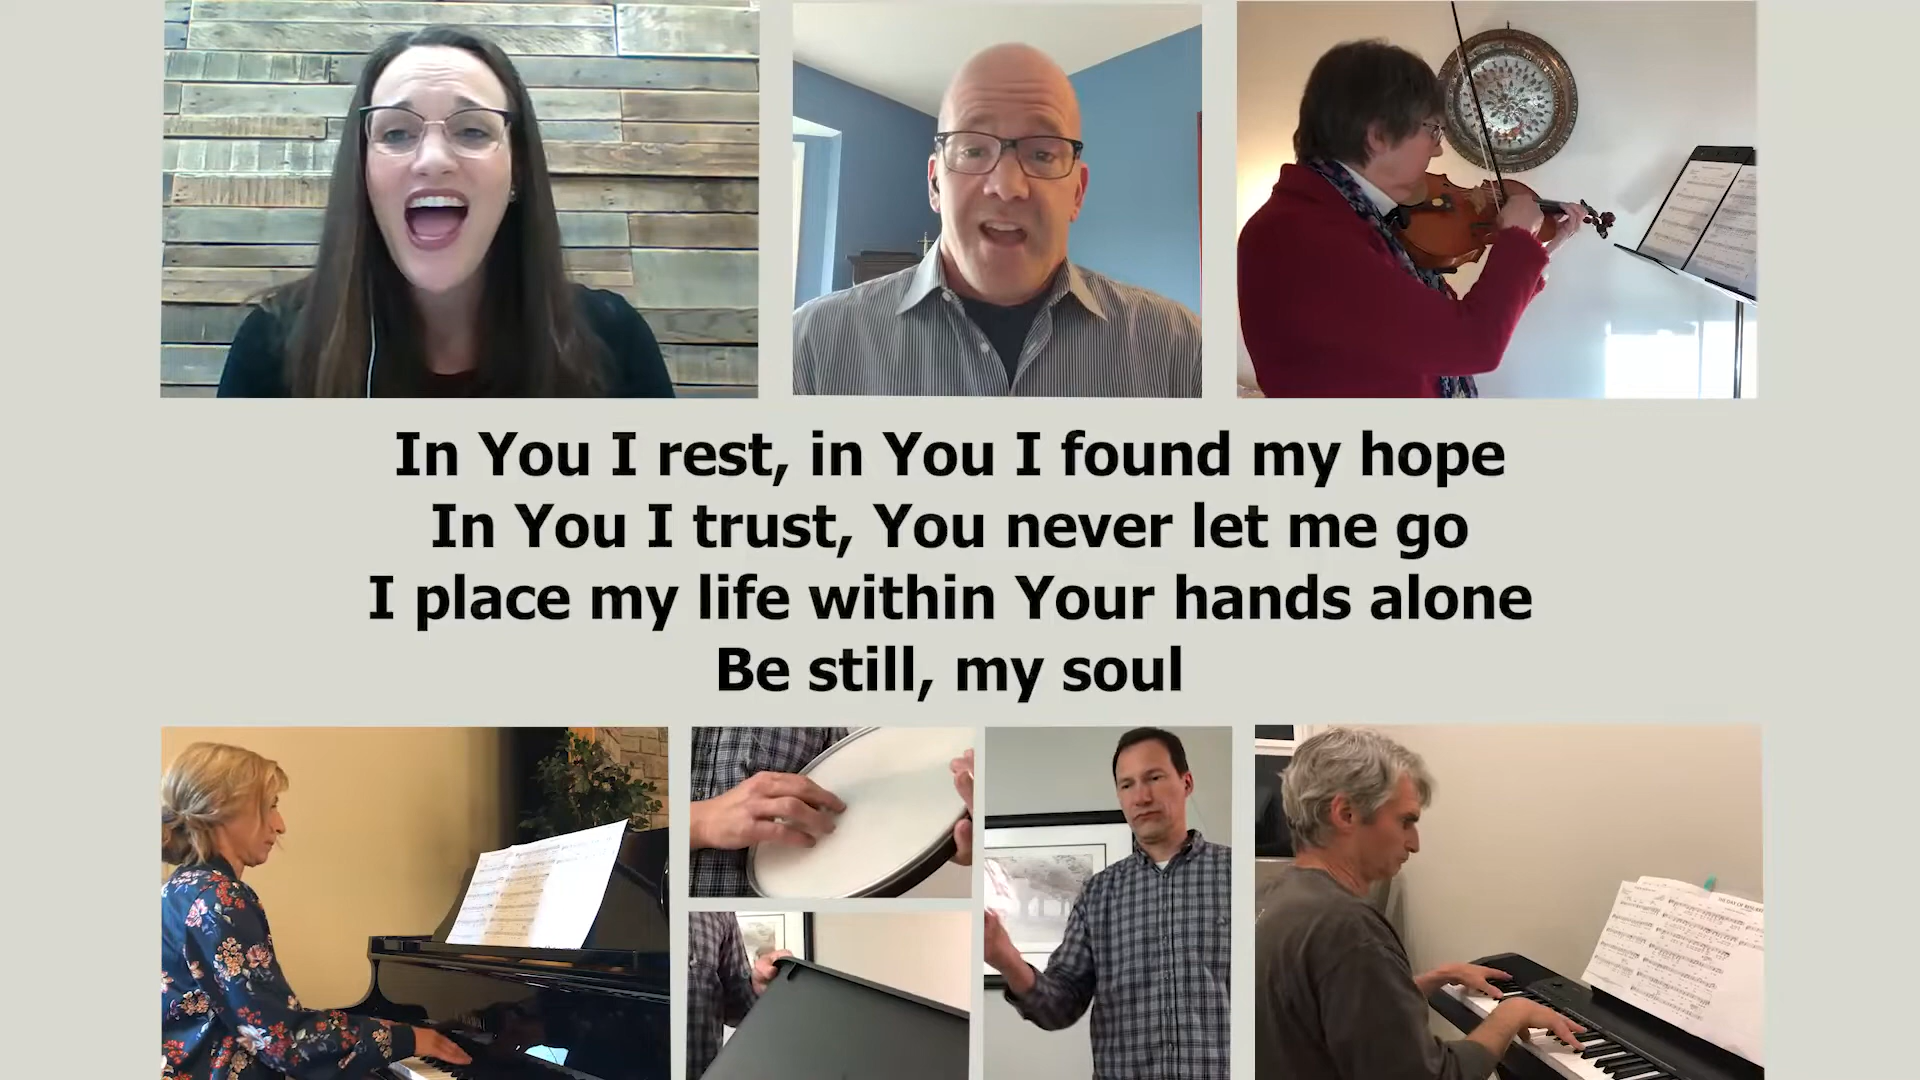 In You I rest, in You I found my hope
In You I trust, You never let me go
I place my life within Your hands alone
Be still, my soul